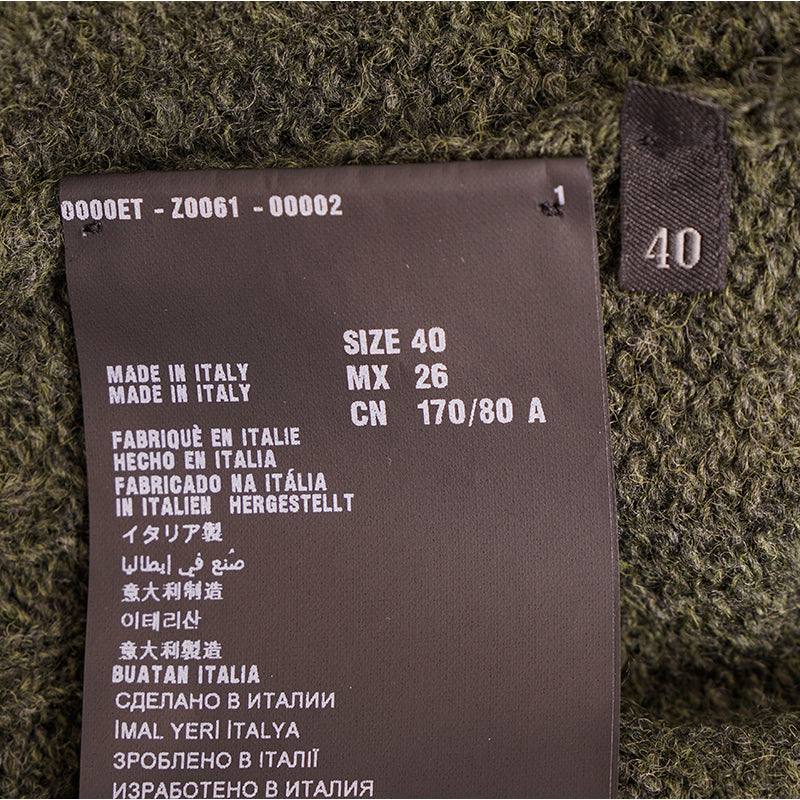 0000ET - Z0061 - 00002 1
40
SIZE 40
MX 26
CN 170/80 A
MADE IN ITALY
MADE IN ITALY
FABRIQUÈ EN ITALIE
HECHO EN ITALIA
FABRICADO NA ITÁLIA
IN ITALIEN HERGESTELLT
イタリア製
صُنع في إيطاليا
意大利制造
이테리산
意大利製造
BUATAN ITALIA
СДЕЛАНО В ИТАЛИИ
İMAL YERİ İTALYA
ЗРОБЛЕНО В ІТАЛІЇ
ИЗРАБОТЕНО В ИТАЛИЯ